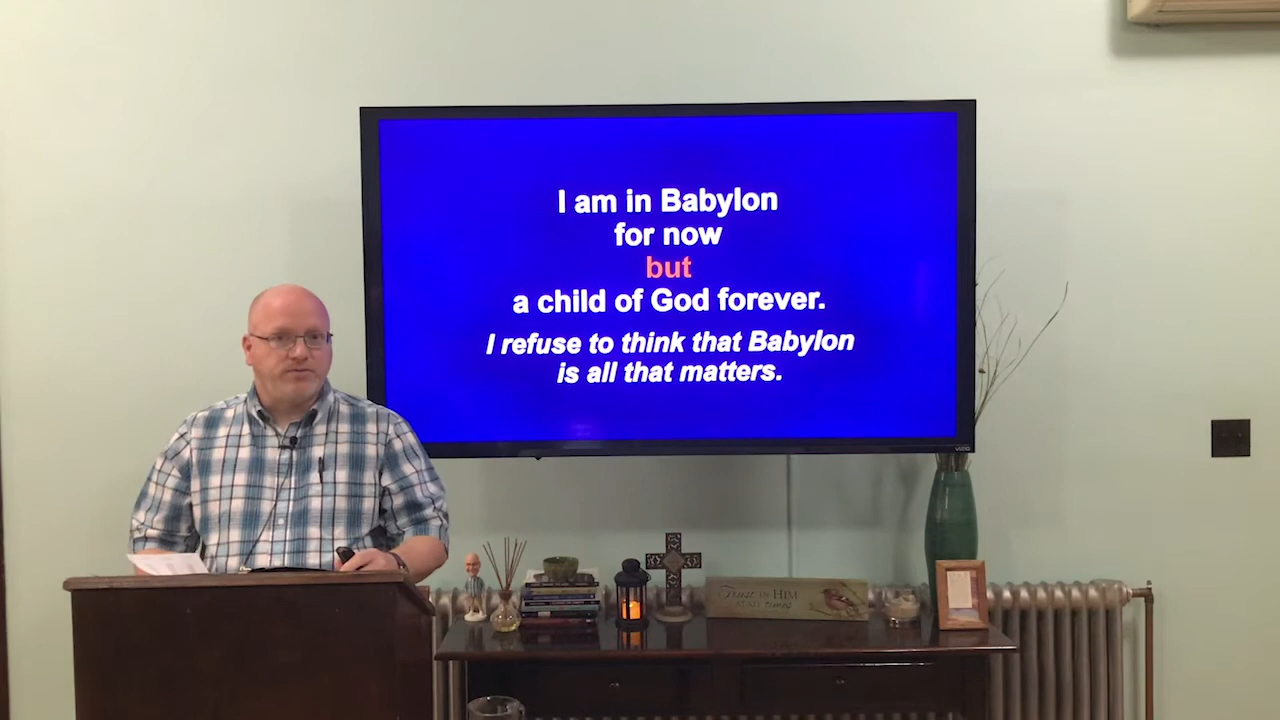 I am in Babylon
for now
but
a child of God forever.
I refuse to think that Babylon
is all that matters.
VIZIO
TRUST IN HIM